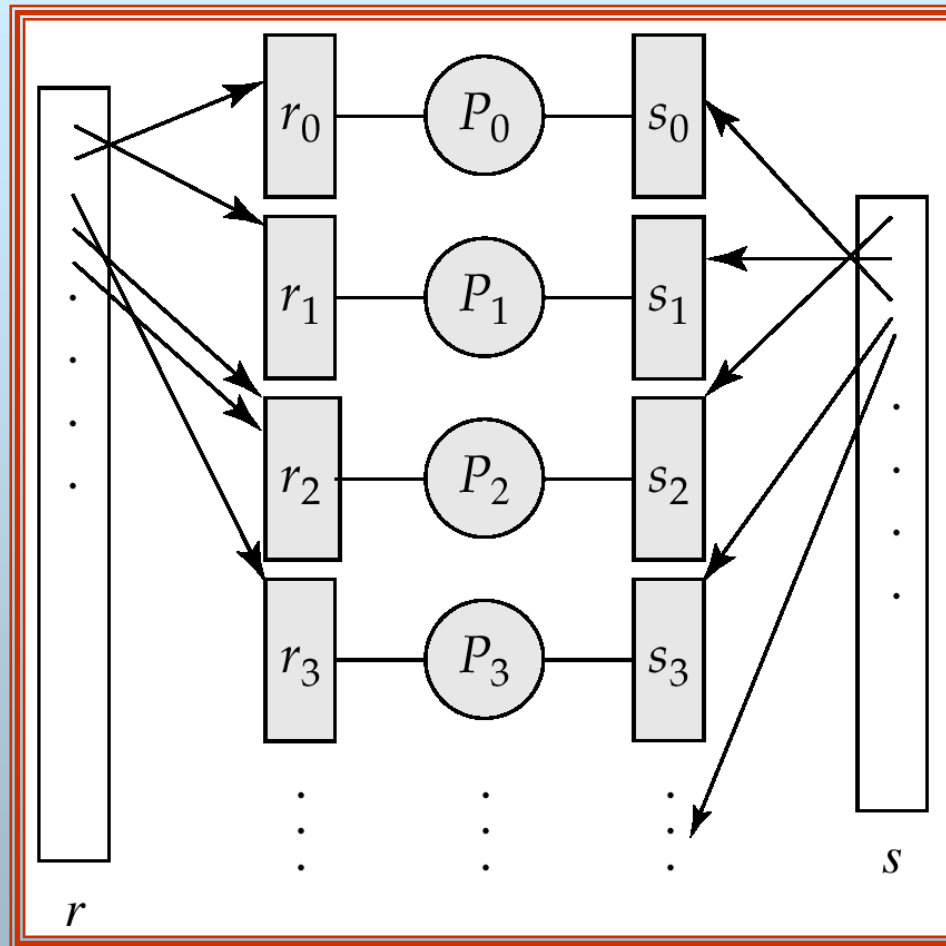 r₀ P₀ s₀
r₁ P₁ s₁
r₂ P₂ s₂
r₃ P₃ s₃
s
r